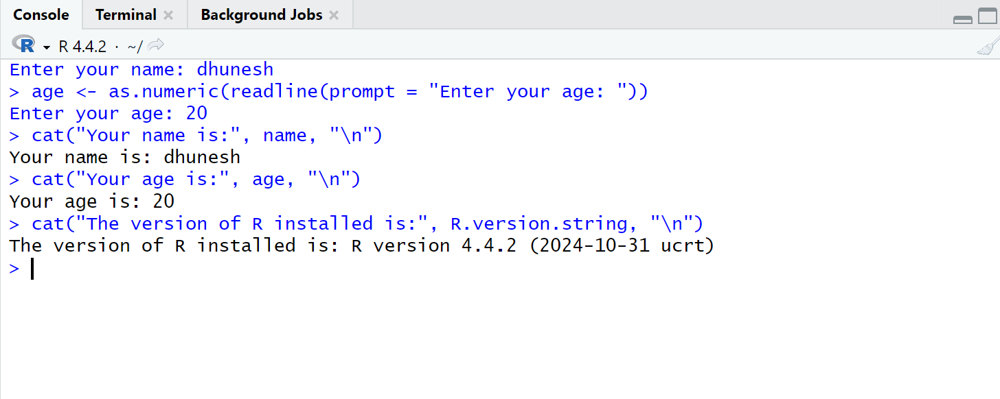 Console Terminal Background Jobs
R R 4.4.2 · ~/
Enter your name: dhunesh
> age <- as.numeric(readline(prompt = "Enter your age: "))
Enter your age: 20
> cat("Your name is:", name, "\n")
Your name is: dhunesh
> cat("Your age is:", age, "\n")
Your age is: 20
> cat("The version of R installed is:", R.version.string, "\n")
The version of R installed is: R version 4.4.2 (2024-10-31 ucrt)
>